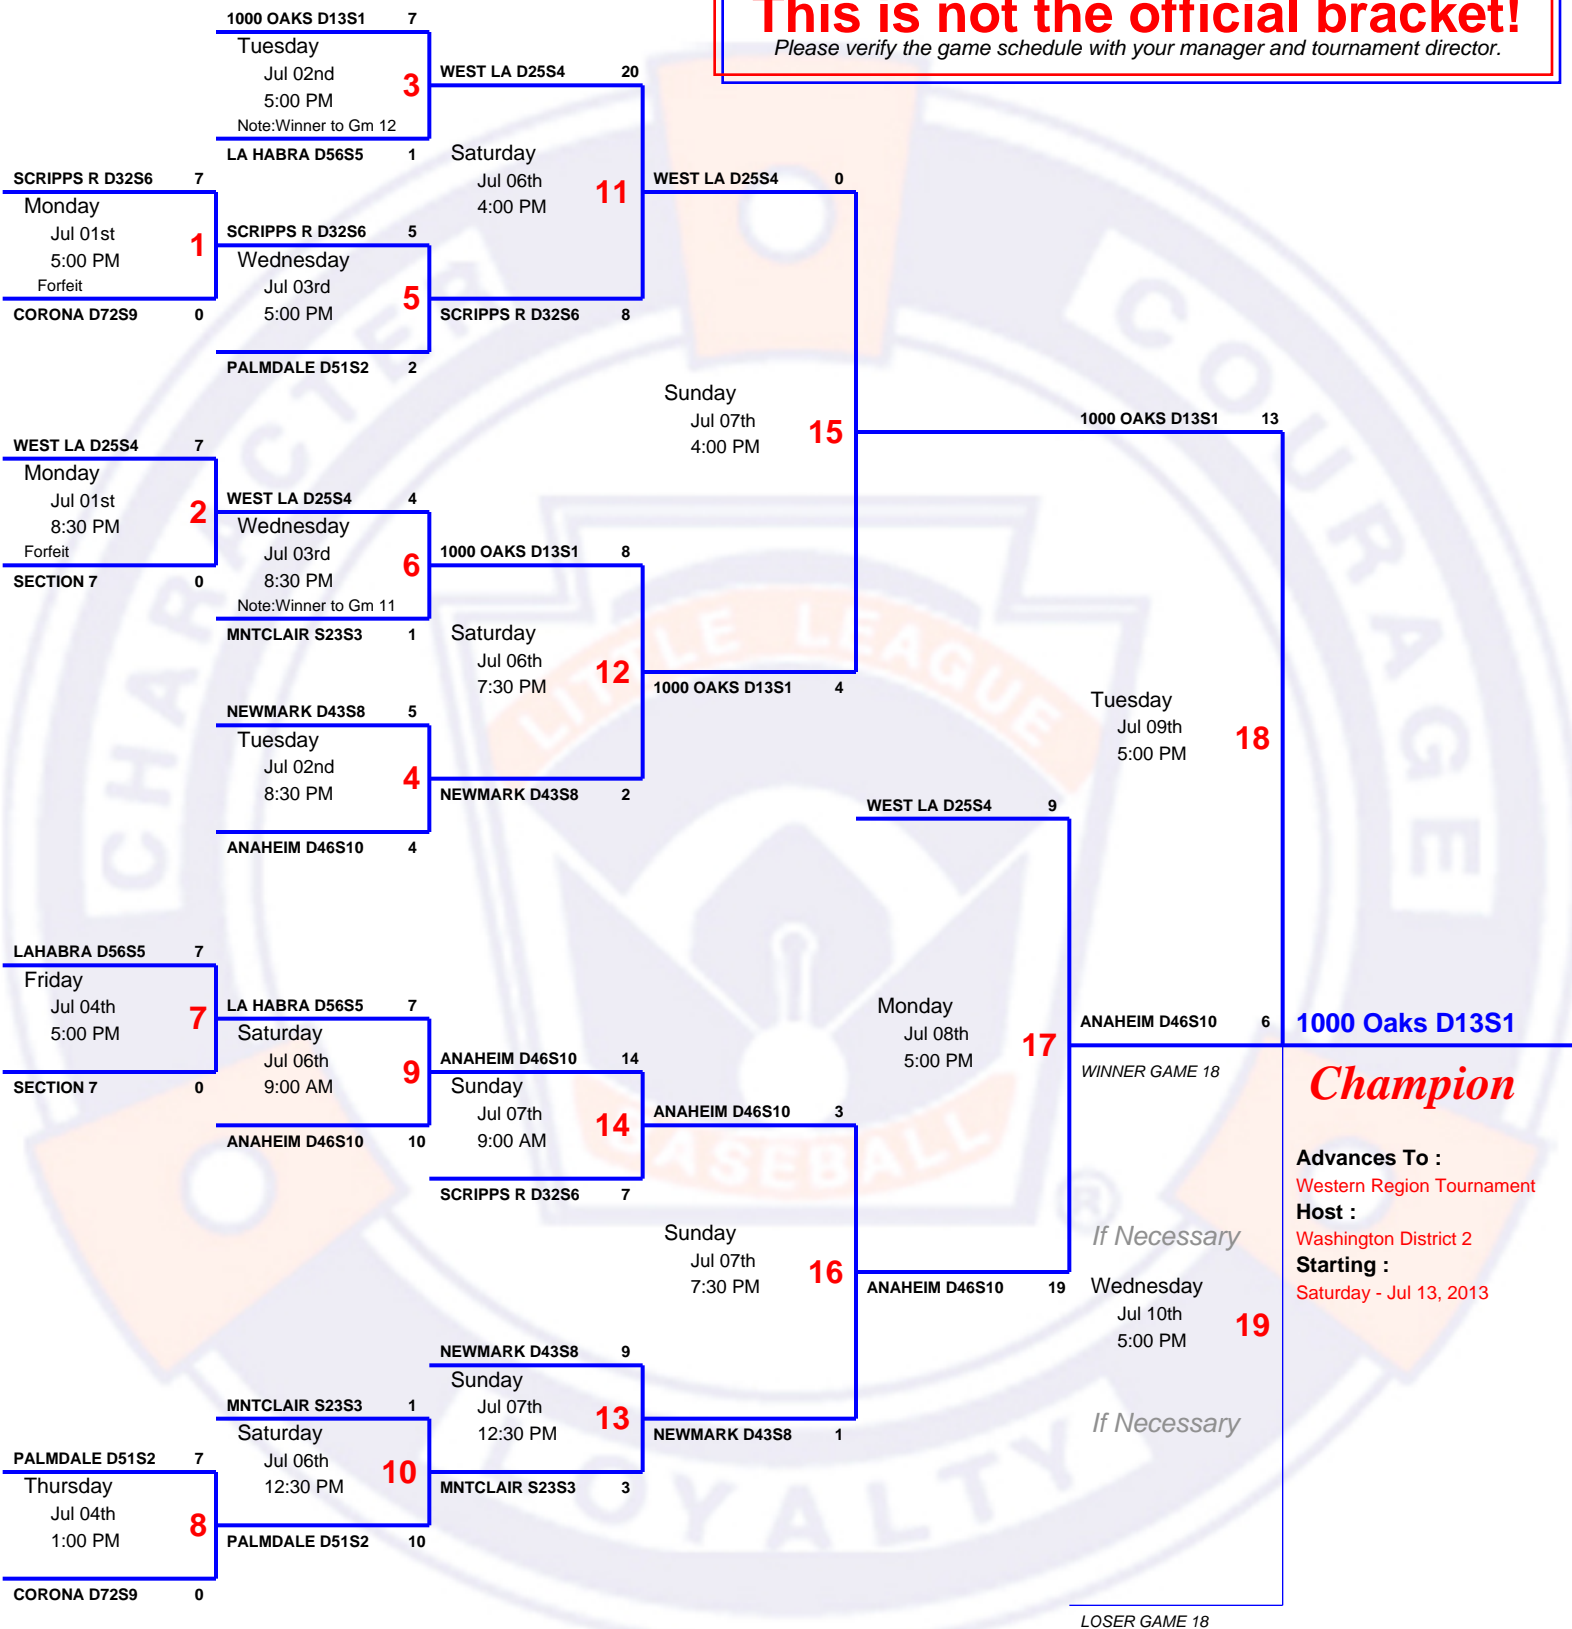 This is not the official bracket!
Please verify the game schedule with your manager and tournament director.
1000 OAKS D13S1 7
Tuesday
Jul 02nd
5:00 PM
3
Note:Winner to Gm 12
LA HABRA D56S5 1
SCRIPPS R D32S6 7
Monday
Jul 01st
5:00 PM
1
Forfeit
CORONA D72S9 0
SCRIPPS R D32S6 5
Wednesday
Jul 03rd
5:00 PM
5
PALMDALE D51S2 2
WEST LA D25S4 20
Saturday
Jul 06th
4:00 PM
11
SCRIPPS R D32S6 8
WEST LA D25S4 7
Monday
Jul 01st
8:30 PM
2
Forfeit
SECTION 7 0
WEST LA D25S4 4
Wednesday
Jul 03rd
8:30 PM
6
Note:Winner to Gm 11
MNTCLAIR S23S3 1
NEWMARK D43S8 5
Tuesday
Jul 02nd
8:30 PM
4
ANAHEIM D46S10 4
1000 OAKS D13S1 8
Saturday
Jul 06th
7:30 PM
12
NEWMARK D43S8 2
WEST LA D25S4 0
Sunday
Jul 07th
4:00 PM
15
1000 OAKS D13S1 4
LAHABRA D56S5 7
Friday
Jul 04th
5:00 PM
7
SECTION 7 0
LA HABRA D56S5 7
Saturday
Jul 06th
9:00 AM
9
ANAHEIM D46S10 10
ANAHEIM D46S10 14
Sunday
Jul 07th
9:00 AM
14
SCRIPPS R D32S6 7
PALMDALE D51S2 7
Thursday
Jul 04th
1:00 PM
8
CORONA D72S9 0
MNTCLAIR S23S3 1
Saturday
Jul 06th
12:30 PM
10
PALMDALE D51S2 10
NEWMARK D43S8 9
Sunday
Jul 07th
12:30 PM
13
MNTCLAIR S23S3 3
ANAHEIM D46S10 3
Sunday
Jul 07th
7:30 PM
16
NEWMARK D43S8 1
WEST LA D25S4 9
Monday
Jul 08th
5:00 PM
17
ANAHEIM D46S10 19
1000 OAKS D13S1 13
Tuesday
Jul 09th
5:00 PM
18
ANAHEIM D46S10 6
WINNER GAME 18
If Necessary
Wednesday
Jul 10th
5:00 PM
19
If Necessary
LOSER GAME 18
1000 Oaks D13S1
Champion
Advances To :
Western Region Tournament
Host :
Washington District 2
Starting :
Saturday - Jul 13, 2013
CHARACTER
COURAGE
LOYALTY
LITTLE LEAGUE
BASEBALL
®